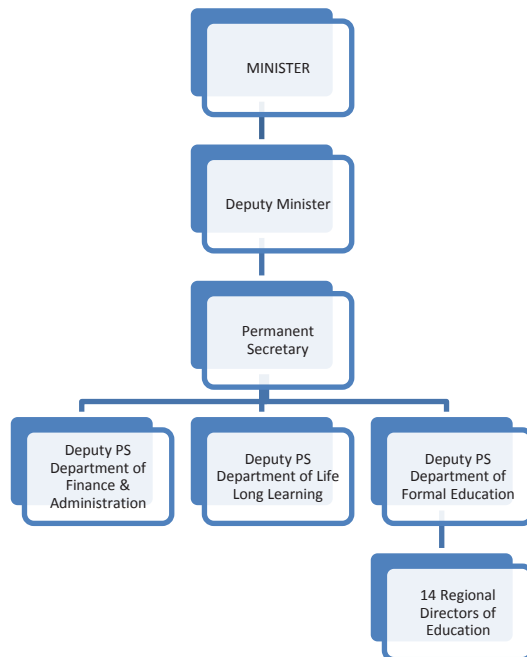 MINISTER
Deputy Minister
Permanent
Secretary
Deputy PS
Department of
Finance &
Administration
Deputy PS
Department of Life
Long Learning
Deputy PS
Department of
Formal Education
14 Regional
Directors of
Education